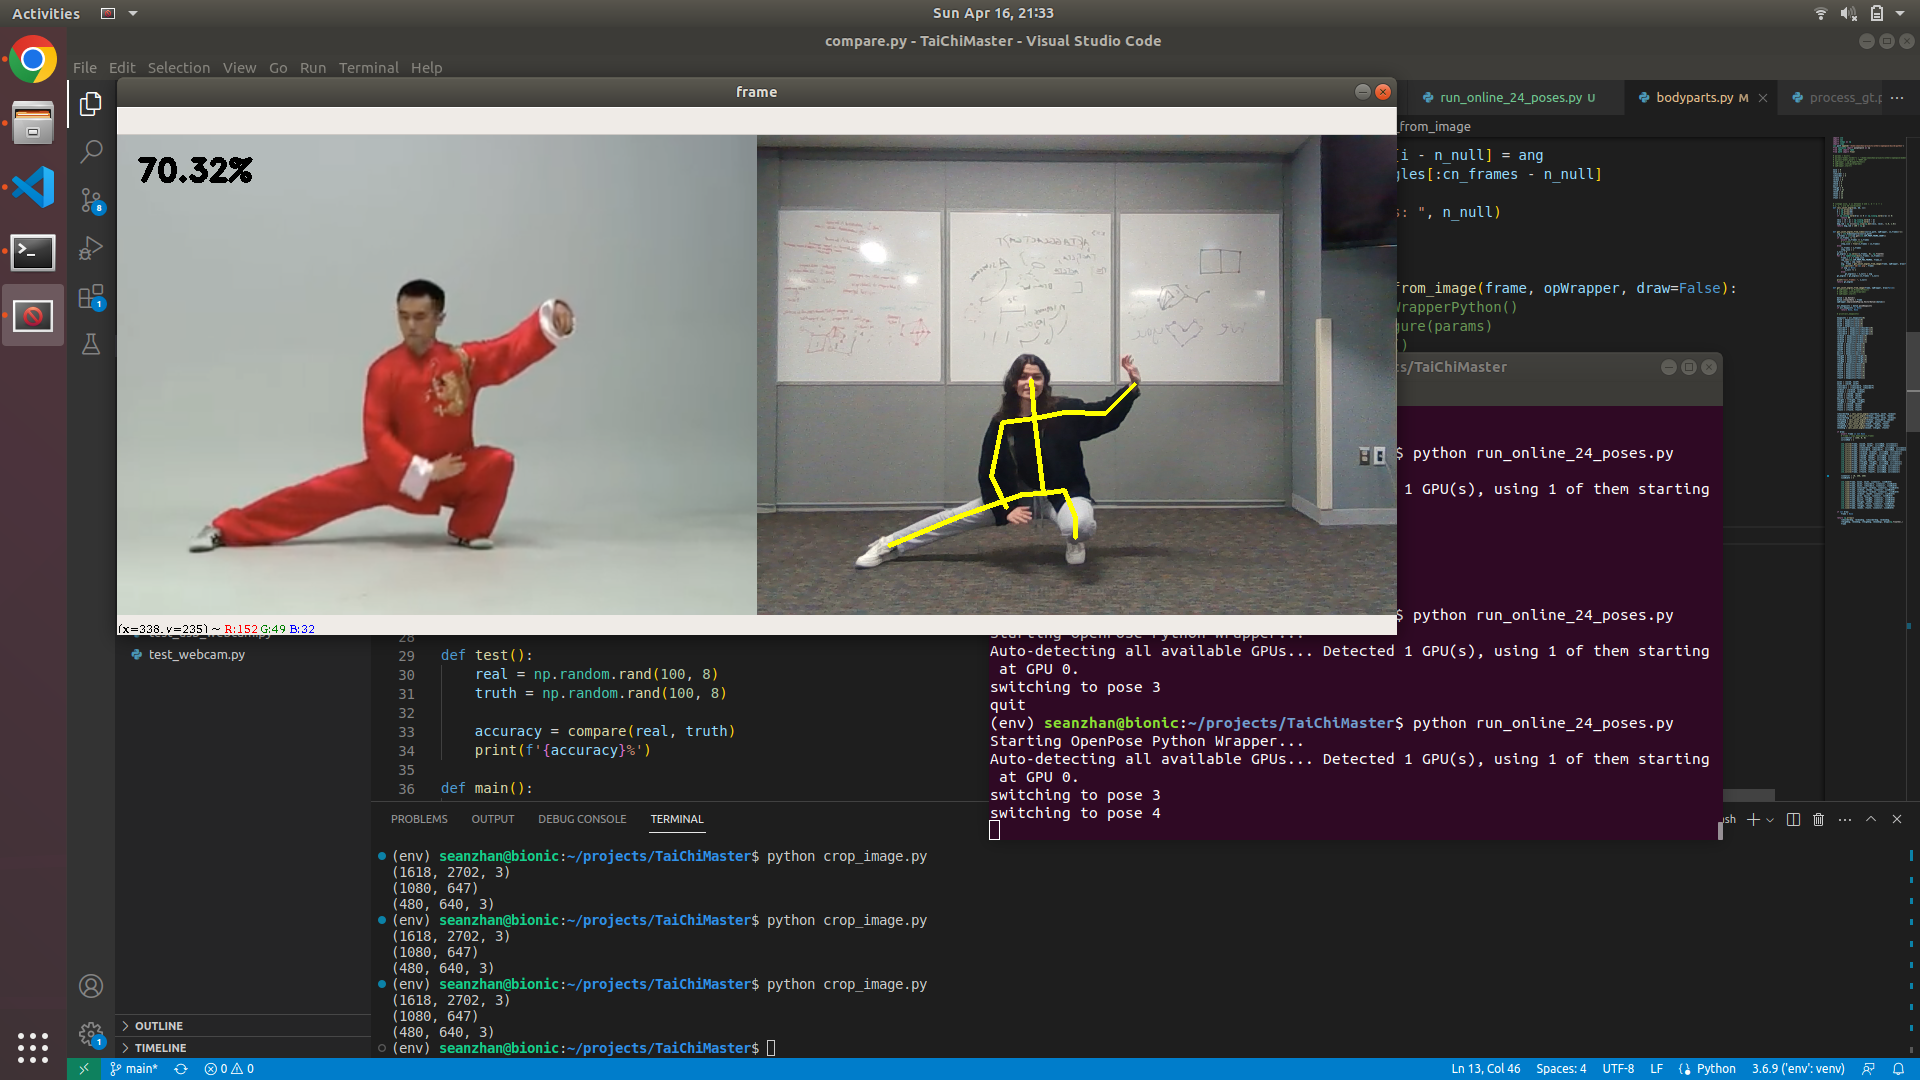 Activities
Sun Apr 16, 21:33
compare.py - TaiChiMaster - Visual Studio Code
File Edit Selection View Go Run Terminal Help
frame
run_online_24_poses.py U
bodyparts.py M
process_gt.p
from_image
70.32%
[i - n_null] = ang
gles[:cn_frames - n_null]
s: ", n_null)
from_image(frame, opWrapper, draw=False):
WrapperPython()
gure(params)
()
ts/TaiChiMaster
$ python run_online_24_poses.py
1 GPU(s), using 1 of them starting
$ python run_online_24_poses.py
Starting OpenPose Python Wrapper...
Auto-detecting all available GPUs... Detected 1 GPU(s), using 1 of them starting
at GPU 0.
switching to pose 3
quit
(env) seanzhan@bionic:~/projects/TaiChiMaster$ python run_online_24_poses.py
Starting OpenPose Python Wrapper...
Auto-detecting all available GPUs... Detected 1 GPU(s), using 1 of them starting
at GPU 0.
switching to pose 3
switching to pose 4
(x=338, y=235) ~ R:152 G:49 B:32
test_webcam.py
28
29 def test():
30 real = np.random.rand(100, 8)
31 truth = np.random.rand(100, 8)
32
33 accuracy = compare(real, truth)
34 print(f'{accuracy}%')
35
36 def main():
PROBLEMS OUTPUT DEBUG CONSOLE TERMINAL
(env) seanzhan@bionic:~/projects/TaiChiMaster$ python crop_image.py
(1618, 2702, 3)
(1080, 647)
(480, 640, 3)
(env) seanzhan@bionic:~/projects/TaiChiMaster$ python crop_image.py
(1618, 2702, 3)
(1080, 647)
(480, 640, 3)
(env) seanzhan@bionic:~/projects/TaiChiMaster$ python crop_image.py
(1618, 2702, 3)
(1080, 647)
(480, 640, 3)
(env) seanzhan@bionic:~/projects/TaiChiMaster$
8
1
1
OUTLINE
TIMELINE
main*
0 0
Ln 13, Col 46 Spaces: 4 UTF-8 LF Python 3.6.9 ('env': venv)